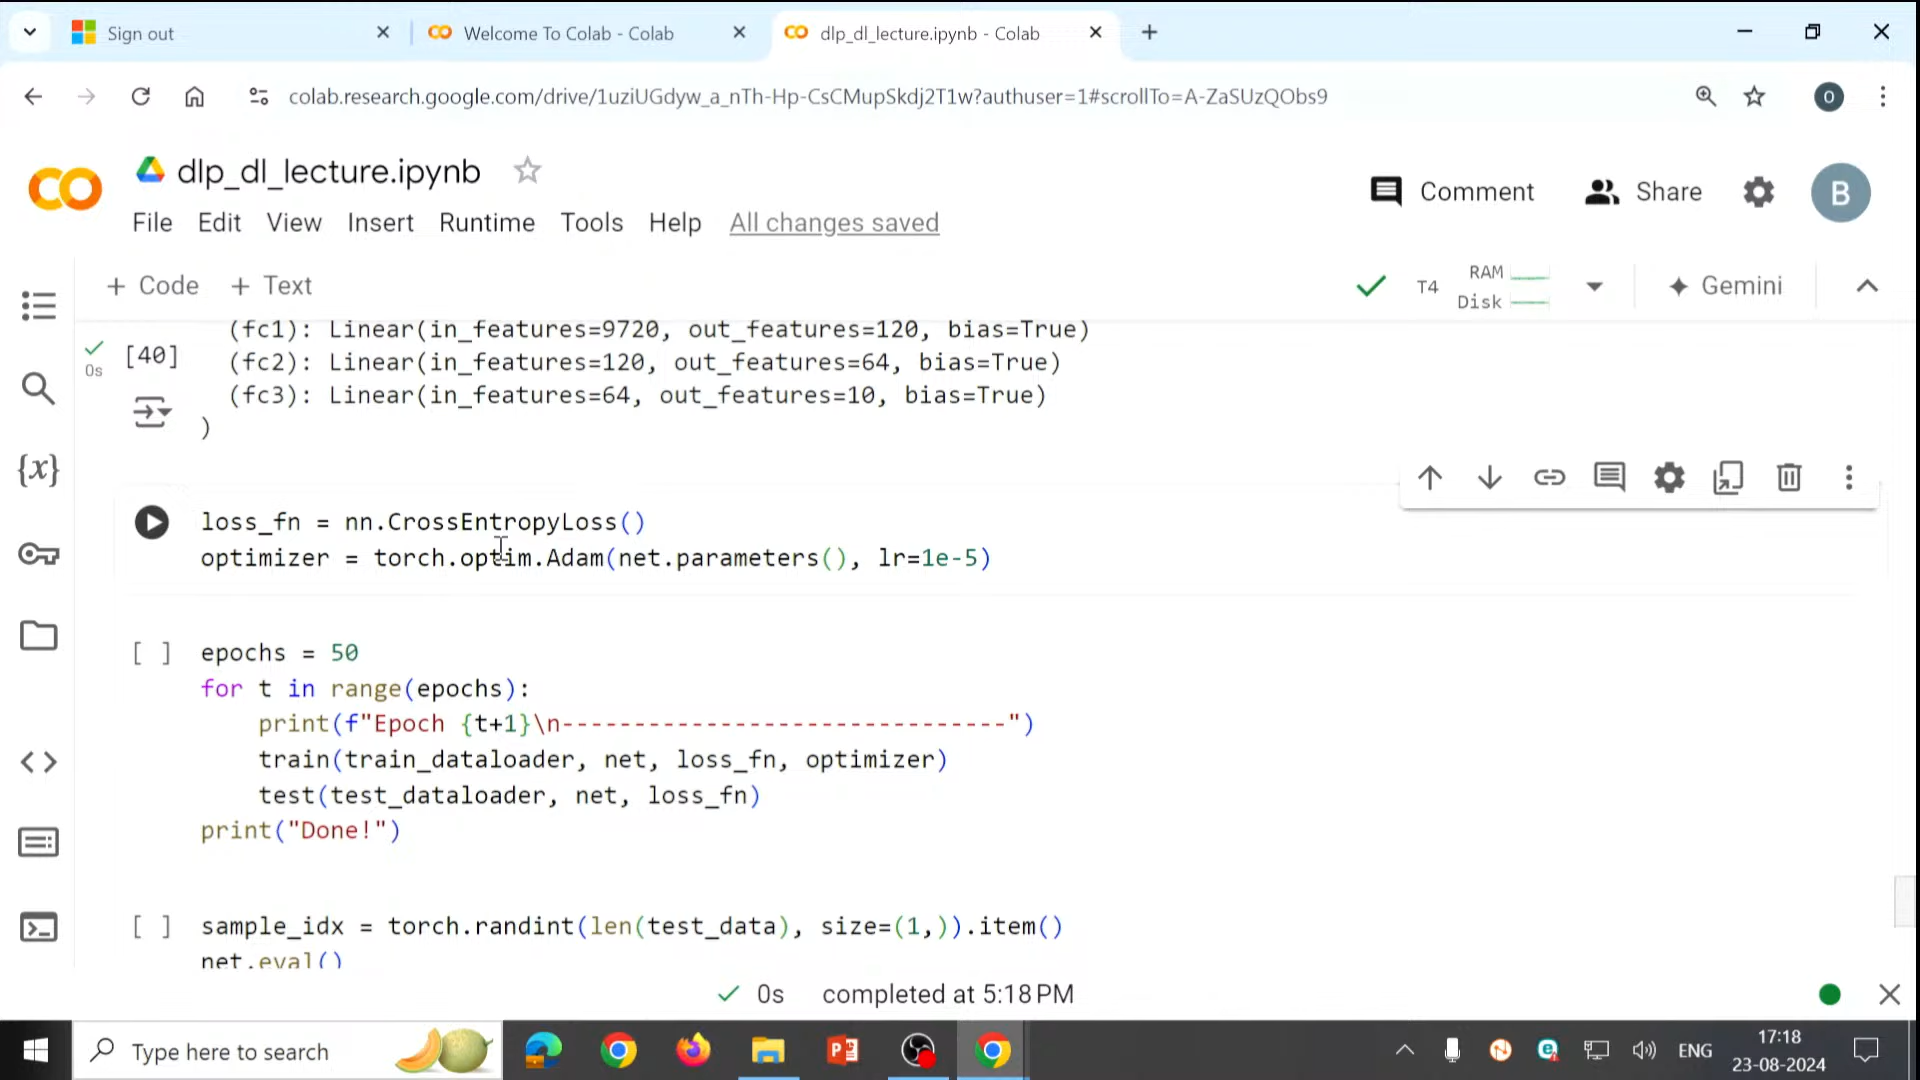 Sign out
Welcome To Colab - Colab
dlp_dl_lecture.ipynb - Colab
colab.research.google.com/drive/1uziUGdyw_a_nTh-Hp-CsCMupSkdj2T1w?authuser=1#scrollTo=A-ZaSUzQObs9
O
CO
dlp_dl_lecture.ipynb
Comment
Share
B
File Edit View Insert Runtime Tools Help All changes saved
+ Code + Text
T4
RAM
Disk
Gemini
[40]
0s
(fc1): Linear(in_features=9720, out_features=120, bias=True)
(fc2): Linear(in_features=120, out_features=64, bias=True)
(fc3): Linear(in_features=64, out_features=10, bias=True)
)
{x}
loss_fn = nn.CrossEntropyLoss()
optimizer = torch.optim.Adam(net.parameters(), lr=1e-5)
[ ] epochs = 50
for t in range(epochs):
print(f"Epoch {t+1}\n-------------------------------")
train(train_dataloader, net, loss_fn, optimizer)
test(test_dataloader, net, loss_fn)
print("Done!")
[ ] sample_idx = torch.randint(len(test_data), size=(1,)).item()
net.eval()
0s completed at 5:18 PM
Type here to search
ENG
17:18
23-08-2024